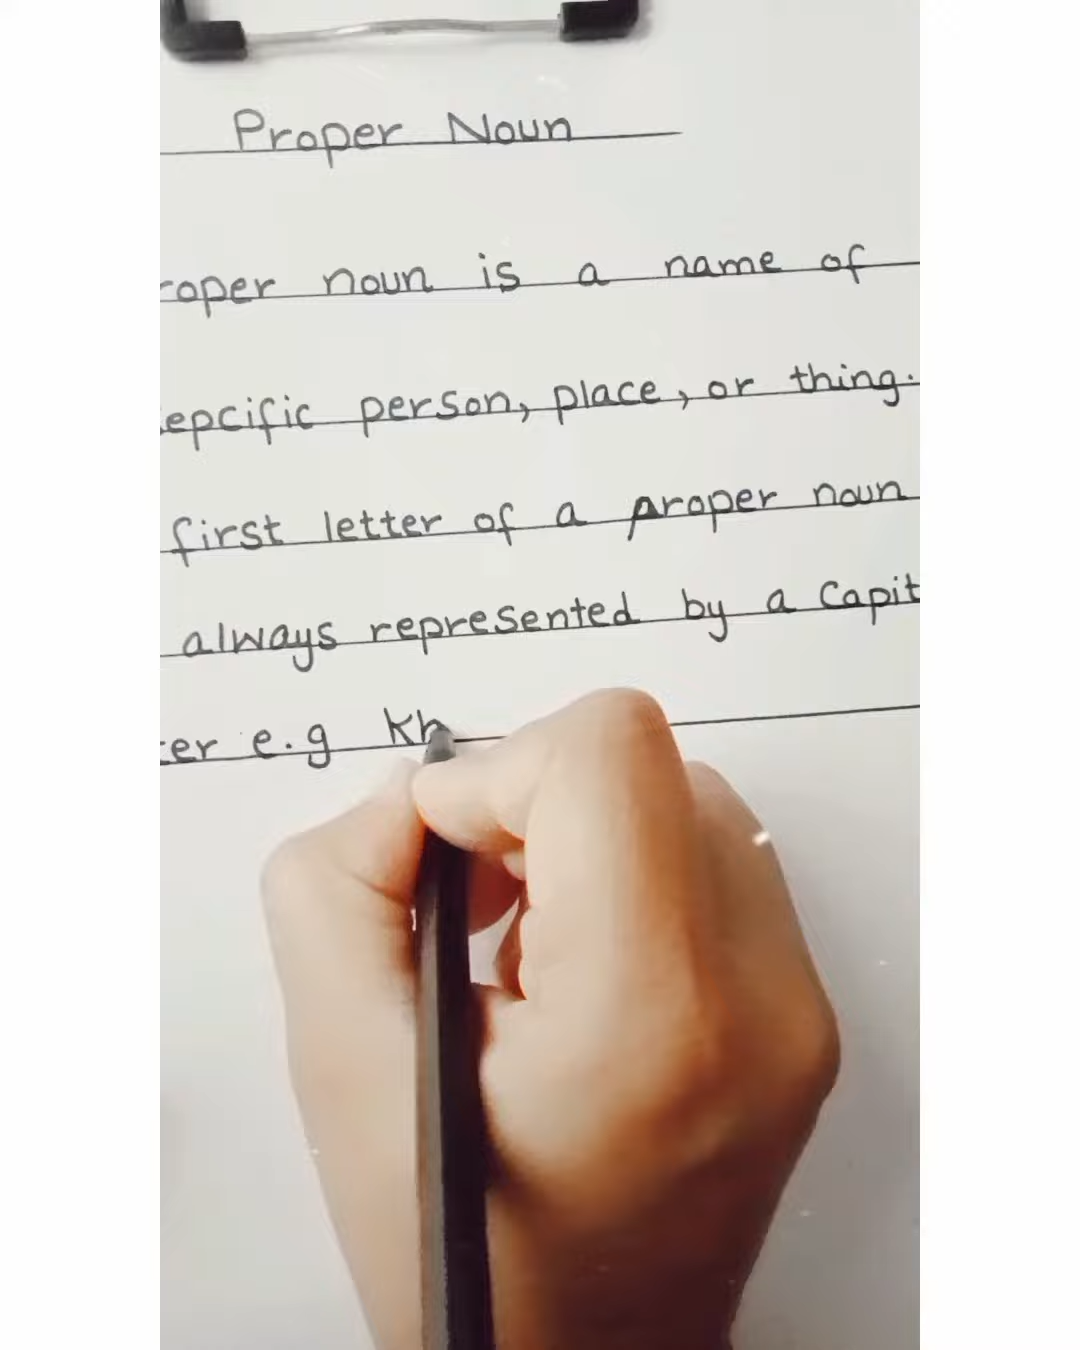 Proper Noun
roper noun is a name of
epcific person, place, or thing.
first letter of a proper noun
always represented by a Capit
ter e.g Kh